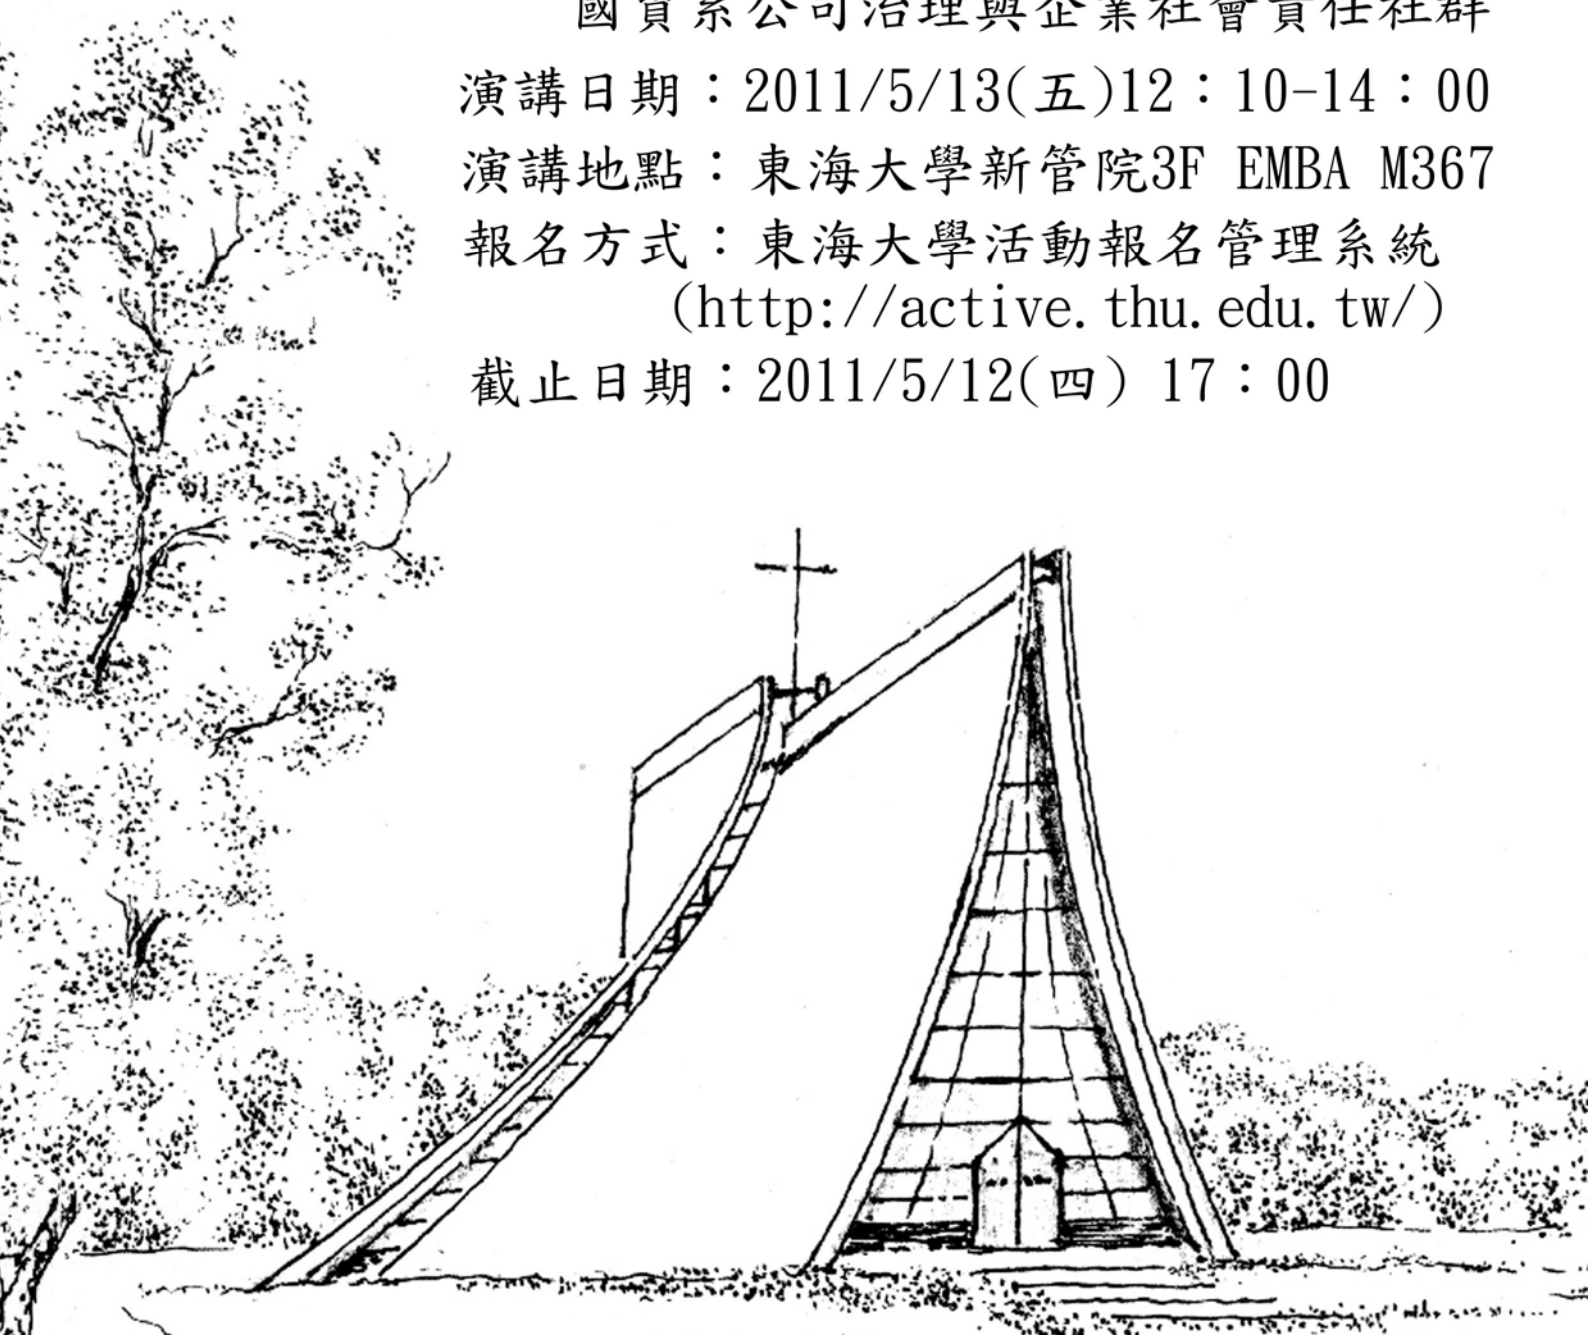 國貿系公司治理與企業社會責任社群
演講日期：2011/5/13(五)12：10-14：00
演講地點：東海大學新管院3F EMBA M367
報名方式：東海大學活動報名管理系統
(http://active.thu.edu.tw/)
截止日期：2011/5/12(四) 17：00